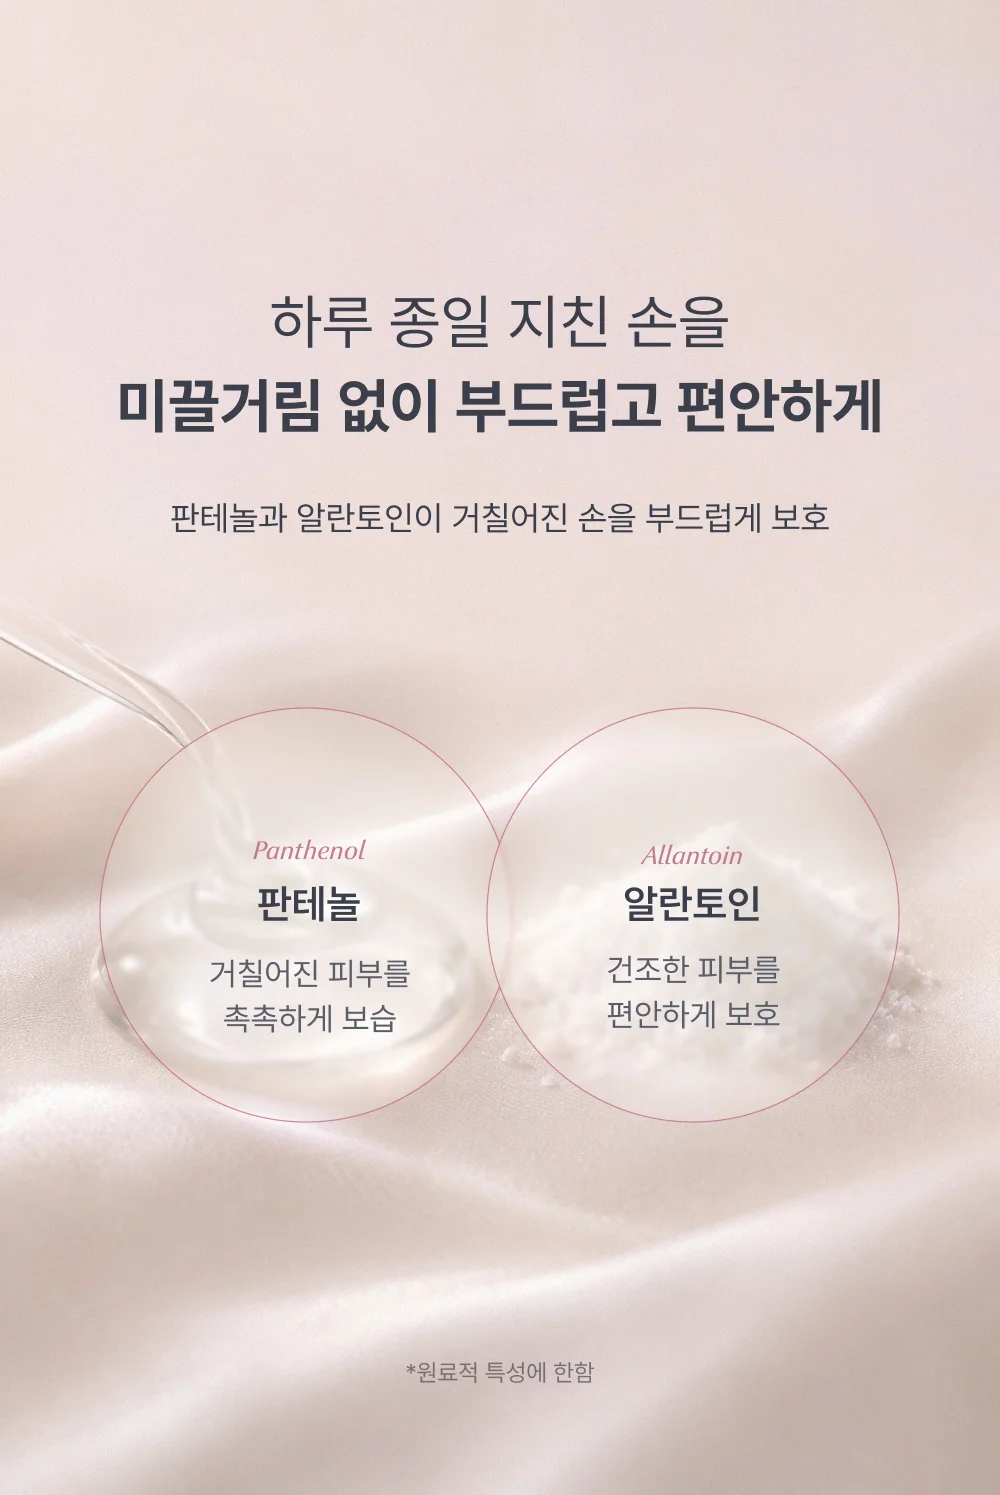 하루 종일 지친 손을
미끌거림 없이 부드럽고 편안하게
판테놀과 알란토인이 거칠어진 손을 부드럽게 보호
Panthenol
판테놀
거칠어진 피부를
촉촉하게 보습
Allantoin
알란토인
건조한 피부를
편안하게 보호
*원료적 특성에 한함